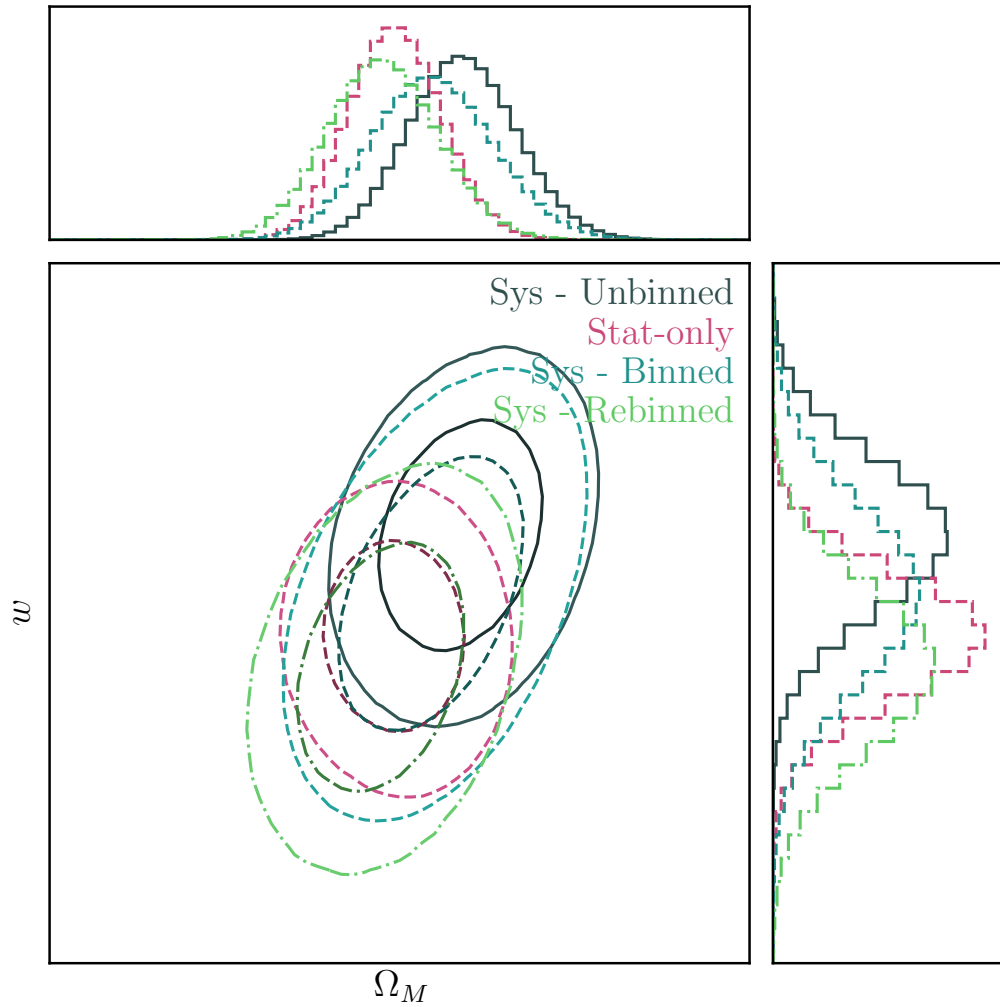 Sys - Unbinned
Stat-only
Sys - Binned
Sys - Rebinned
w
Ω_M